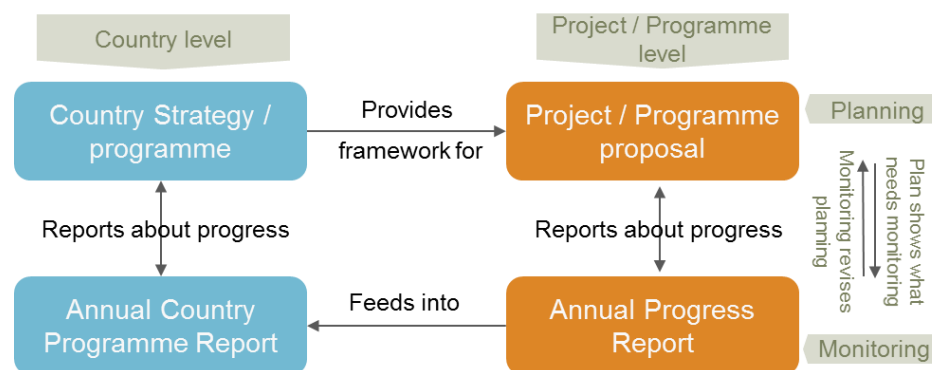 Country level
Project / Programme
level
Country Strategy /
programme
Provides
framework for
Project / Programme
proposal
Planning
Reports about progress
Reports about progress
Monitoring revises
planning
Plan shows what
needs monitoring
Annual Country
Programme Report
Feeds into
Annual Progress
Report
Monitoring